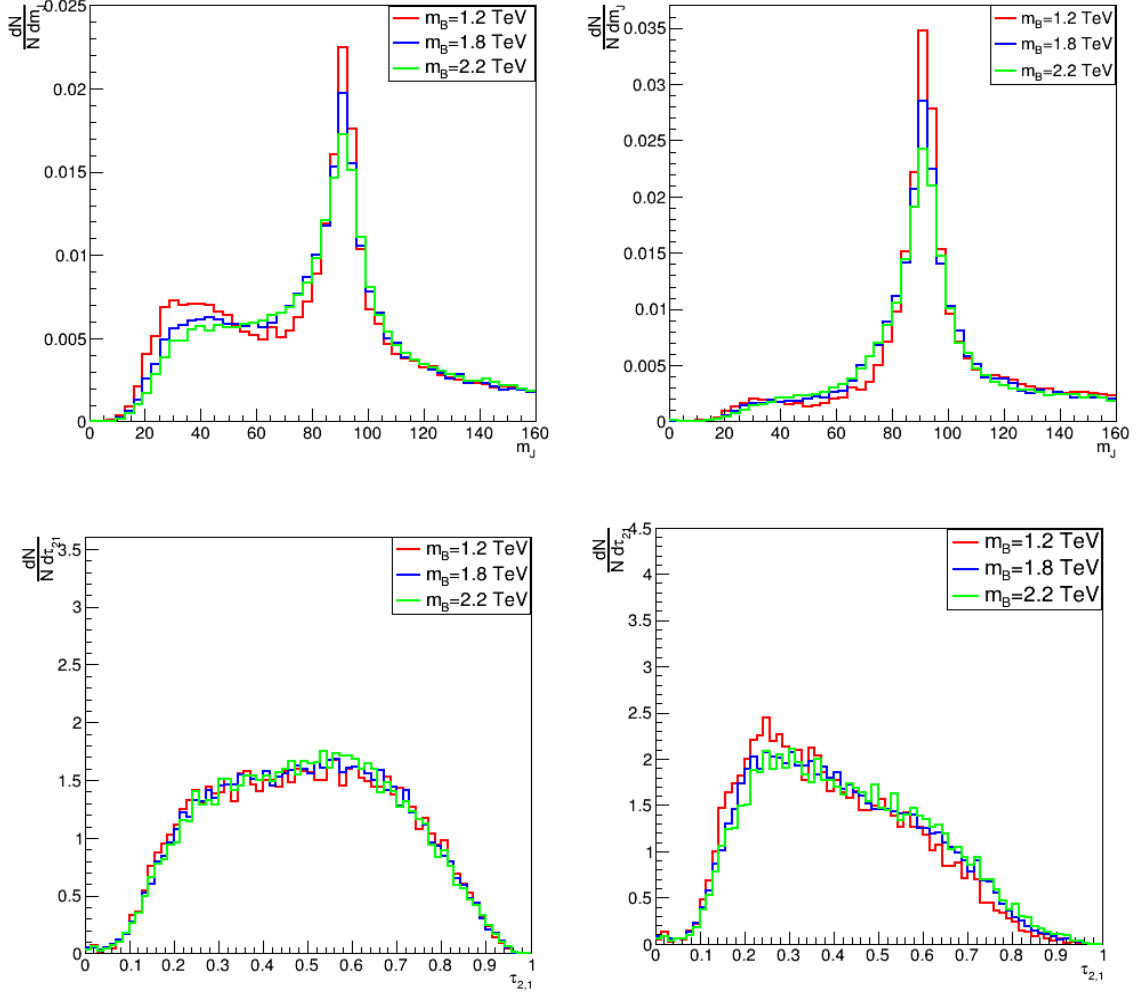 dN
N dm_J
m_B=1.2 TeV
m_B=1.8 TeV
m_B=2.2 TeV
0.025
0.02
0.015
0.01
0.005
0
0 20 40 60 80 100 120 140 160
m_J
dN
N dm_J
m_B=1.2 TeV
m_B=1.8 TeV
m_B=2.2 TeV
0.035
0.03
0.025
0.02
0.015
0.01
0.005
0
0 20 40 60 80 100 120 140 160
m_J
dN
N dτ_21
m_B=1.2 TeV
m_B=1.8 TeV
m_B=2.2 TeV
3.5
3
2.5
2
1.5
1
0.5
0
0 0.1 0.2 0.3 0.4 0.5 0.6 0.7 0.8 0.9 1
τ_2,1
dN
N dτ_21
m_B=1.2 TeV
m_B=1.8 TeV
m_B=2.2 TeV
4.5
4
3.5
3
2.5
2
1.5
1
0.5
0
0 0.1 0.2 0.3 0.4 0.5 0.6 0.7 0.8 0.9 1
τ_2,1